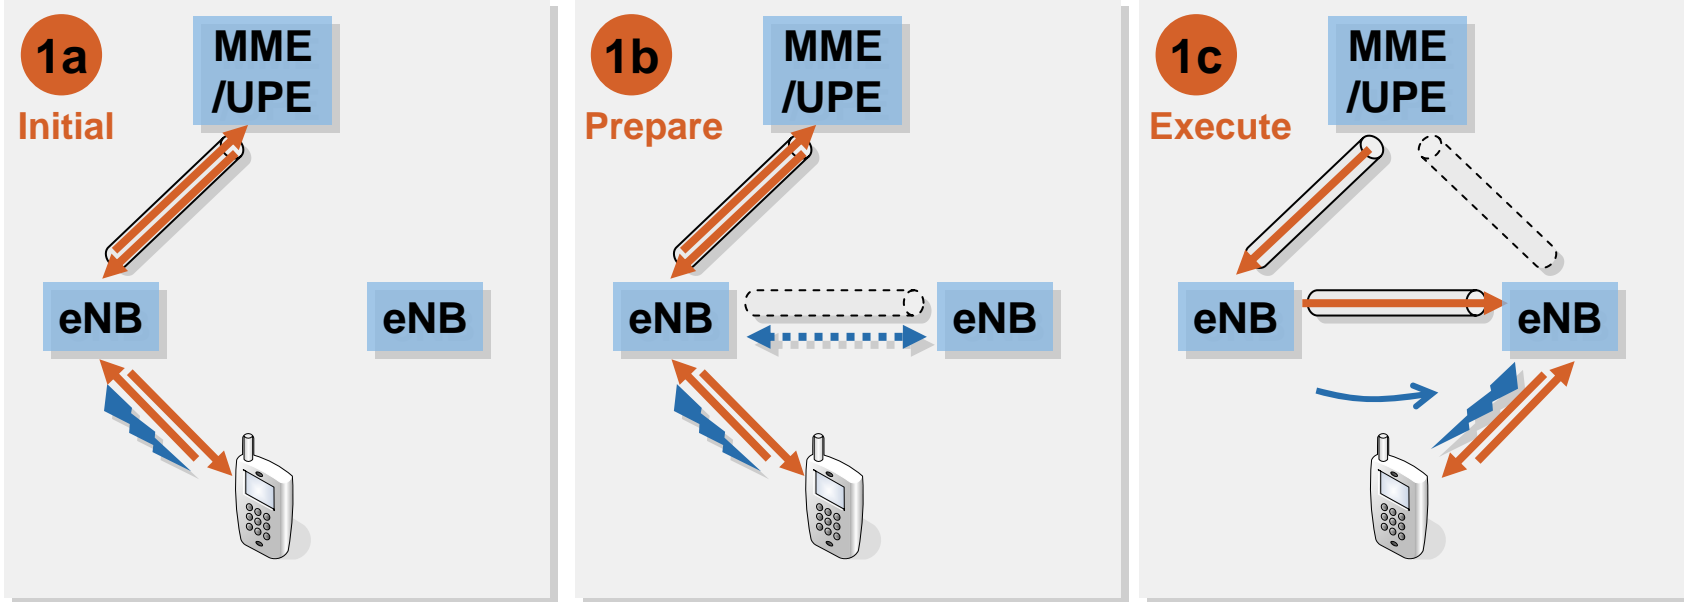 1a
Initial
MME
/UPE
eNB
eNB
1b
Prepare
MME
/UPE
eNB
eNB
1c
Execute
MME
/UPE
eNB
eNB